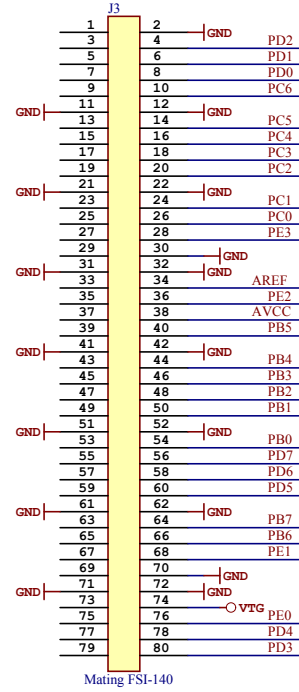 J3
1 2 GND
3 4 PD2
5 6 PD1
7 8 PD0
9 10 PC6
GND 11 12 GND
13 14 PC5
15 16 PC4
17 18 PC3
19 20 PC2
GND 21 22 GND
23 24 PC1
25 26 PC0
27 28 PE3
29 30 GND
GND 31 32 GND
33 34 AREF
35 36 PE2
37 38 AVCC
39 40 PB5
GND 41 42 GND
43 44 PB4
45 46 PB3
47 48 PB2
49 50 PB1
GND 51 52 GND
53 54 PB0
55 56 PD7
57 58 PD6
59 60 PD5
GND 61 62 GND
63 64 PB7
65 66 PB6
67 68 PE1
69 70 GND
GND 71 72 GND
73 74 VTG
75 76 PE0
77 78 PD4
79 80 PD3
Mating FSI-140